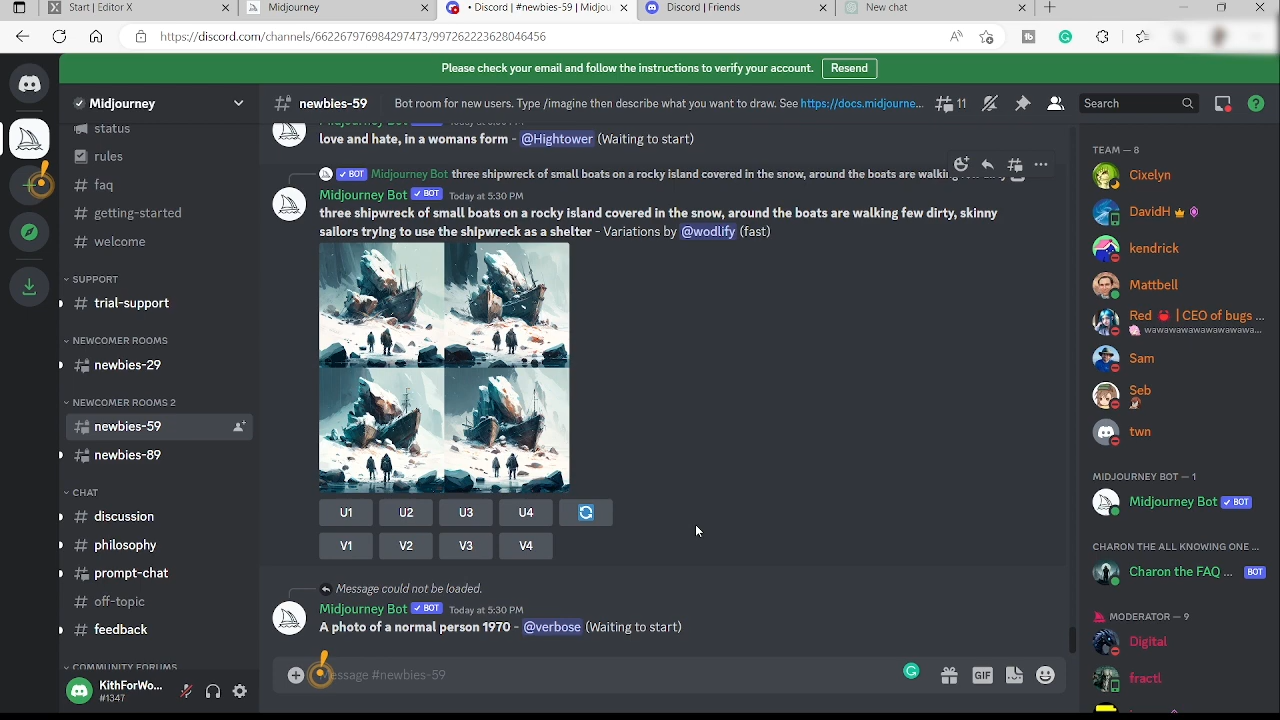 Start | Editor X
Midjourney
• Discord | #newbies-59 | Midjou
Discord | Friends
New chat
https://discord.com/channels/662267976984297473/997262223628046456
Please check your email and follow the instructions to verify your account.
Resend
Midjourney
status
rules
faq
getting-started
welcome
SUPPORT
trial-support
NEWCOMER ROOMS
newbies-29
NEWCOMER ROOMS 2
newbies-59
newbies-89
CHAT
discussion
philosophy
prompt-chat
off-topic
feedback
COMMUNITY FORUMS
KithForWo...
#1347
newbies-59
Bot room for new users. Type /imagine then describe what you want to draw. See https://docs.midjourne...
11
Search
love and hate, in a womans form - @Hightower (Waiting to start)
BOT Midjourney Bot three shipwreck of small boats on a rocky island covered in the snow, around the boats are walking
Midjourney Bot BOT Today at 5:30 PM
three shipwreck of small boats on a rocky island covered in the snow, around the boats are walking few dirty, skinny
sailors trying to use the shipwreck as a shelter - Variations by @wodlify (fast)
U1 U2 U3 U4
V1 V2 V3 V4
Message could not be loaded.
Midjourney Bot BOT Today at 5:30 PM
A photo of a normal person 1970 - @verbose (Waiting to start)
essage #newbies-59
GIF
TEAM — 8
Cixelyn
DavidH
kendrick
Mattbell
Red | CEO of bugs ...
wawawawawawawawa...
Sam
Seb
twn
MIDJOURNEY BOT — 1
Midjourney Bot BOT
CHARON THE ALL KNOWING ONE ...
Charon the FAQ ... BOT
MODERATOR — 9
Digital
fractl